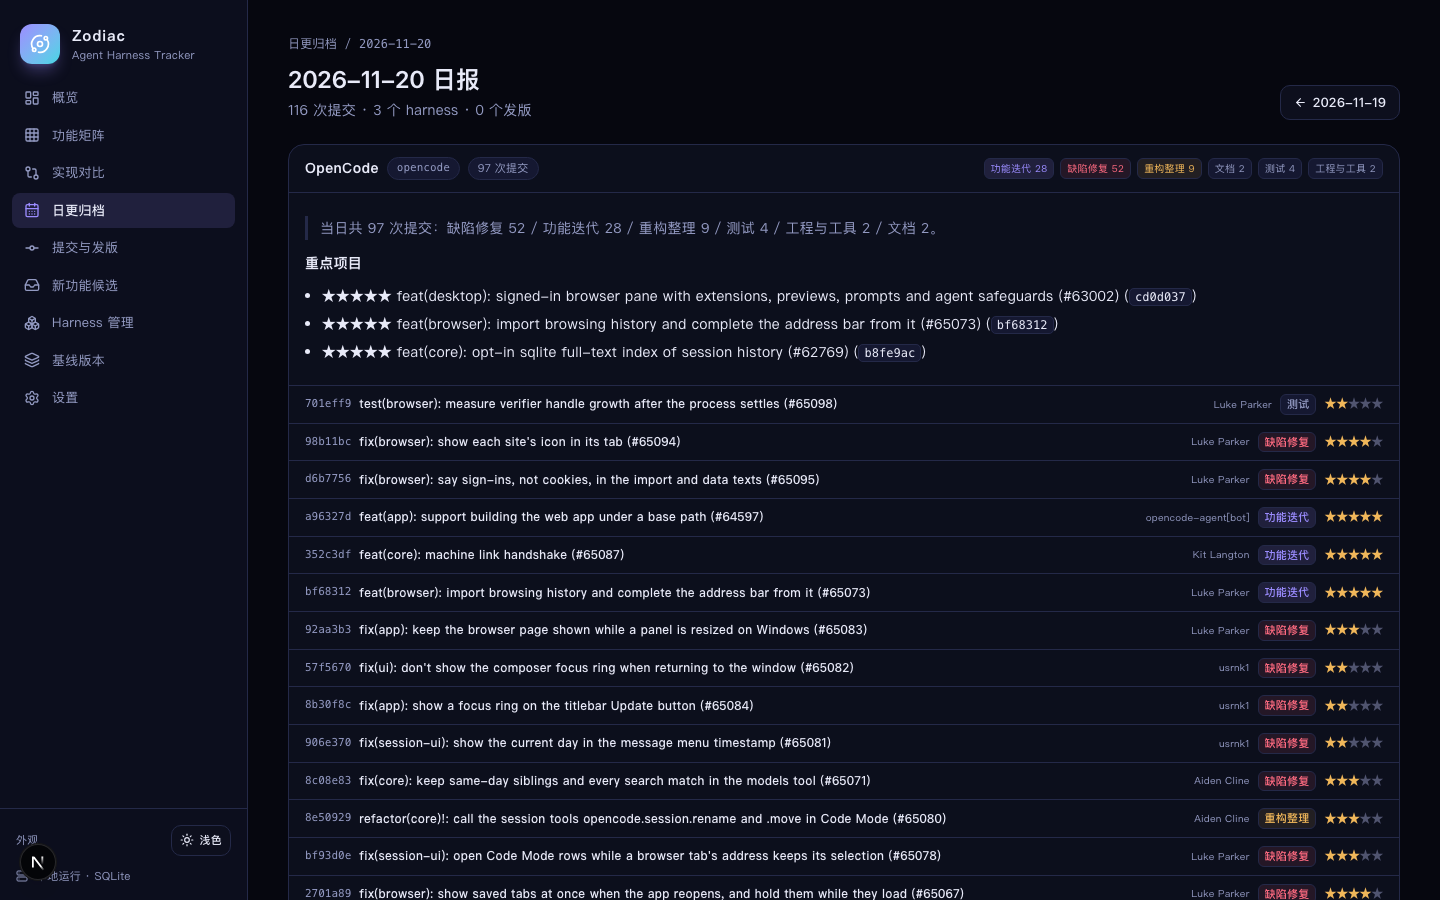 Zodiac
Agent Harness Tracker
概览
功能矩阵
实现对比
日更归档
提交与发版
新功能候选
Harness 管理
基线版本
设置
外观
浅色
N
地运行 · SQLite
日更归档 / 2026-11-20
2026-11-20 日报
116 次提交 · 3 个 harness · 0 个发版
← 2026-11-19
OpenCode opencode 97 次提交 功能迭代 28 缺陷修复 52 重构整理 9 文档 2 测试 4 工程与工具 2
当日共 97 次提交：缺陷修复 52 / 功能迭代 28 / 重构整理 9 / 测试 4 / 工程与工具 2 / 文档 2。
重点项目
• ★★★★★ feat(desktop): signed-in browser pane with extensions, previews, prompts and agent safeguards (#63002) (cd0d037)
• ★★★★★ feat(browser): import browsing history and complete the address bar from it (#65073) (bf68312)
• ★★★★★ feat(core): opt-in sqlite full-text index of session history (#62769) (b8fe9ac)
701eff9 test(browser): measure verifier handle growth after the process settles (#65098) Luke Parker 测试 ★★★★★
98b11bc fix(browser): show each site's icon in its tab (#65094) Luke Parker 缺陷修复 ★★★★★
d6b7756 fix(browser): say sign-ins, not cookies, in the import and data texts (#65095) Luke Parker 缺陷修复 ★★★★★
a96327d feat(app): support building the web app under a base path (#64597) opencode-agent[bot] 功能迭代 ★★★★★
352c3df feat(core): machine link handshake (#65087) Kit Langton 功能迭代 ★★★★★
bf68312 feat(browser): import browsing history and complete the address bar from it (#65073) Luke Parker 功能迭代 ★★★★★
92aa3b3 fix(app): keep the browser page shown while a panel is resized on Windows (#65083) Luke Parker 缺陷修复 ★★★★★
57f5670 fix(ui): don't show the composer focus ring when returning to the window (#65082) usrnk1 缺陷修复 ★★★★★
8b30f8c fix(app): show a focus ring on the titlebar Update button (#65084) usrnk1 缺陷修复 ★★★★★
906e370 fix(session-ui): show the current day in the message menu timestamp (#65081) usrnk1 缺陷修复 ★★★★★
8c08e83 fix(core): keep same-day siblings and every search match in the models tool (#65071) Aiden Cline 缺陷修复 ★★★★★
8e50929 refactor(core)!: call the session tools opencode.session.rename and .move in Code Mode (#65080) Aiden Cline 重构整理 ★★★★★
bf93d0e fix(session-ui): open Code Mode rows while a browser tab's address keeps its selection (#65078) Luke Parker 缺陷修复 ★★★★★
2701a89 fix(browser): show saved tabs at once when the app reopens, and hold them while they load (#65067) Luke Parker 缺陷修复 ★★★★★